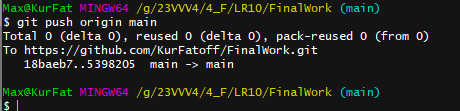 Max@KurFat MINGW64 /g/23VVV4/4_F/LR10/FinalWork (main)
$ git push origin main
Total 0 (delta 0), reused 0 (delta 0), pack-reused 0 (from 0)
To https://github.com/KurFatoff/FinalWork.git
   18baeb7..5398205  main -> main
Max@KurFat MINGW64 /g/23VVV4/4_F/LR10/FinalWork (main)
$